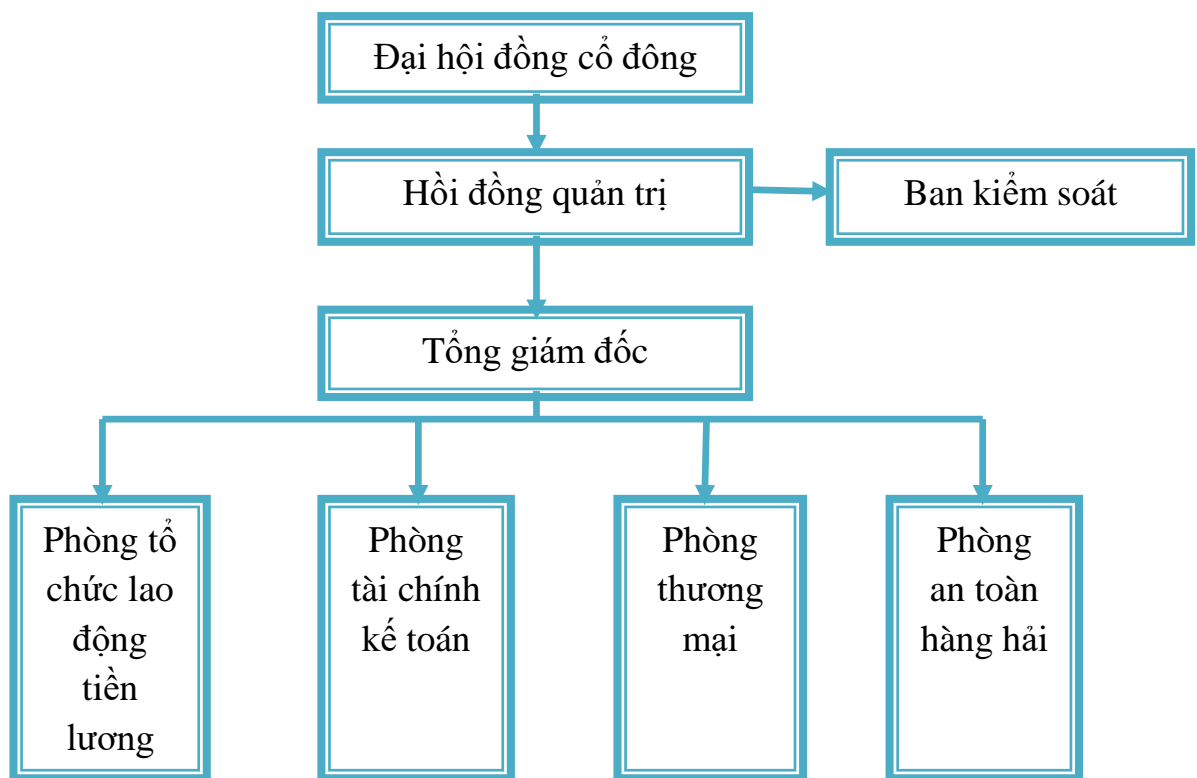 Đại hội đồng cổ đông
Hồi đồng quản trị
Ban kiểm soát
Tổng giám đốc
Phòng tổ
chức lao
động
tiền
lương
Phòng
tài chính
kế toán
Phòng
thương
mại
Phòng
an toàn
hàng hải